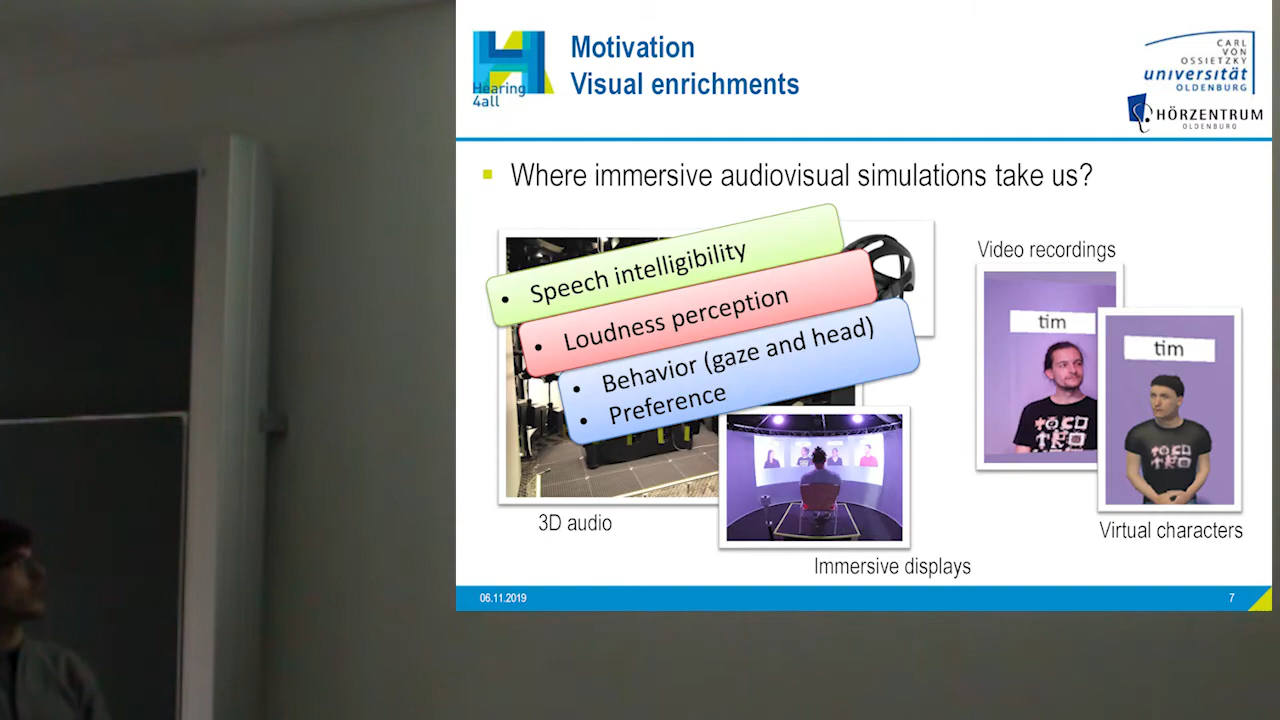 Hearing
4all
Motivation
Visual enrichments
CARL
VON
OSSIETZKY
universität
OLDENBURG
HÖRZENTRUM
OLDENBURG
Where immersive audiovisual simulations take us?
• Speech intelligibility
• Loudness perception
• Behavior (gaze and head)
• Preference
Video recordings
tim
tim
3D audio
Virtual characters
Immersive displays
06.11.2019
7